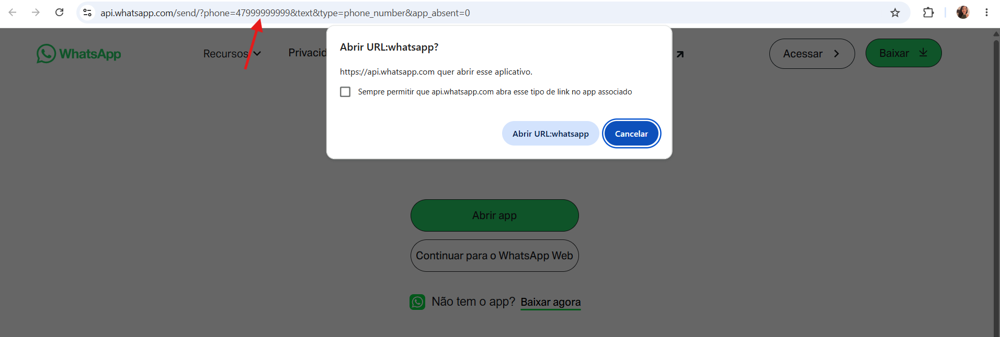 api.whatsapp.com/send/?phone=47999999999&text&type=phone_number&app_absent=0
WhatsApp
Recursos
Privacid
Acessar
Baixar
Abrir URL:whatsapp?
https://api.whatsapp.com quer abrir esse aplicativo.
Sempre permitir que api.whatsapp.com abra esse tipo de link no app associado
Abrir URL:whatsapp
Cancelar
Abrir app
Continuar para o WhatsApp Web
Não tem o app? Baixar agora